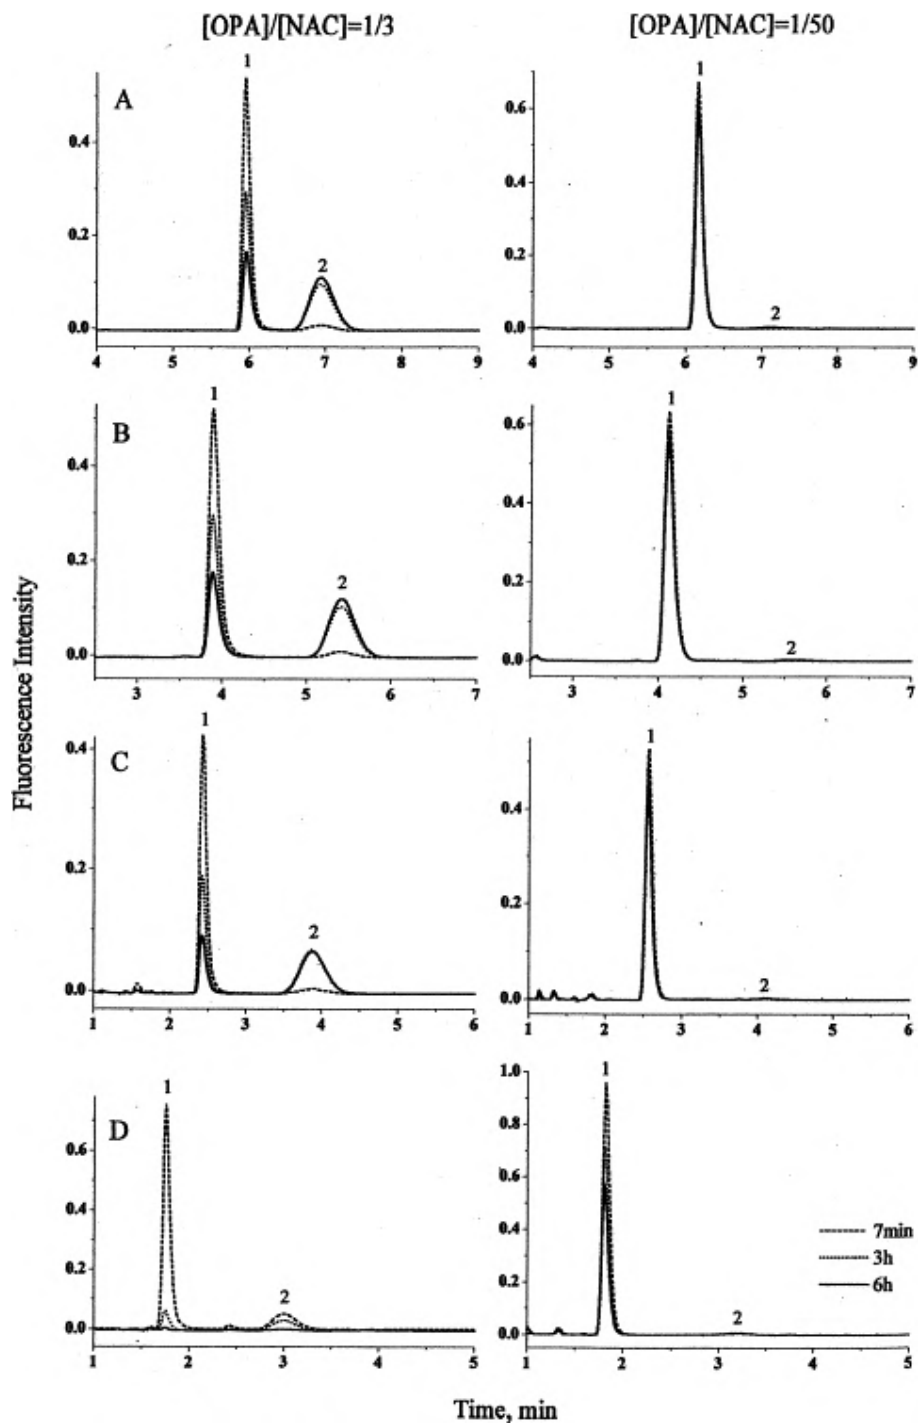 [OPA]/[NAC]=1/3
[OPA]/[NAC]=1/50
Fluorescence Intensity
A
1
2
0.4
0.2
0.0
4 5 6 7 8 9
1
2
0.6
0.4
0.2
0.0
4 5 6 7 8 9
B
1
2
0.4
0.2
0.0
3 4 5 6 7
1
2
0.6
0.4
0.2
0.0
3 4 5 6 7
C
1
2
0.4
0.2
0.0
1 2 3 4 5 6
1
2
0.4
0.2
0.0
1 2 3 4 5 6
D
1
2
0.6
0.4
0.2
0.0
1 2 3 4 5
1
2
1.0
0.8
0.6
0.4
0.2
0.0
1 2 3 4 5
7min
3h
6h
Time, min